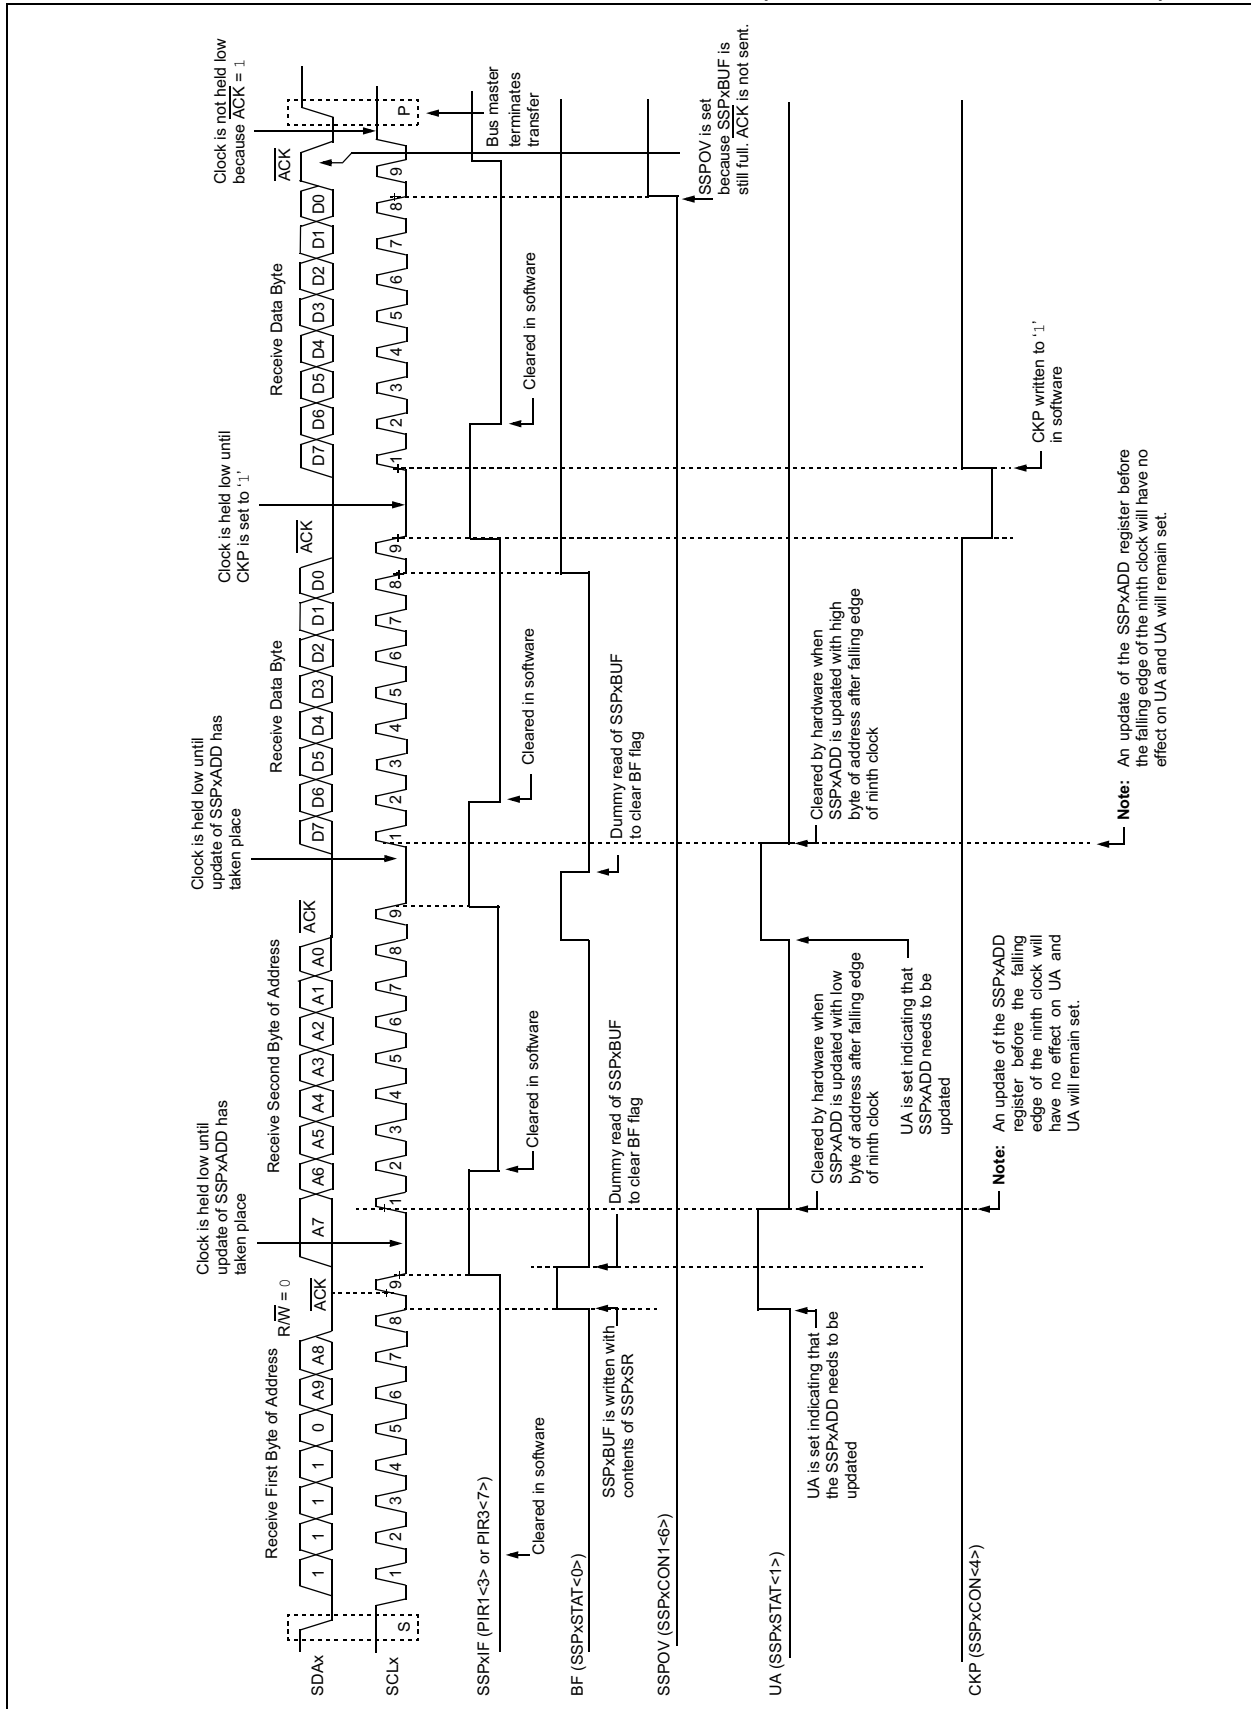 Receive First Byte of Address
R/W = 0
Receive Second Byte of Address
Receive Data Byte
Receive Data Byte
Clock is held low until
update of SSPxADD has
taken place
Clock is held low until
update of SSPxADD has
taken place
Clock is held low until
CKP is set to ‘1’
Clock is not held low
because ACK = 1
SDAx
1 1 1 1 0 A9 A8
ACK
A7 A6 A5 A4 A3 A2 A1 A0
ACK
D7 D6 D5 D4 D3 D2 D1 D0
ACK
D7 D6 D5 D4 D3 D2 D1 D0
ACK
SCLx
S
1 2 3 4 5 6 7 8 9
1 2 3 4 5 6 7 8 9
1 2 3 4 5 6 7 8 9
1 2 3 4 5 6 7 8 9
P
Bus master
terminates
transfer
SSPxIF (PIR1<3> or PIR3<7>)
Cleared in software
Cleared in software
Cleared in software
Cleared in software
BF (SSPxSTAT<0>)
SSPxBUF is written with
contents of SSPxSR
Dummy read of SSPxBUF
to clear BF flag
Dummy read of SSPxBUF
to clear BF flag
SSPOV (SSPxCON1<6>)
SSPOV is set
because SSPxBUF is
still full. ACK is not sent.
UA (SSPxSTAT<1>)
UA is set indicating that
the SSPxADD needs to be
updated
Cleared by hardware when
SSPxADD is updated with low
byte of address after falling edge
of ninth clock
UA is set indicating that
SSPxADD needs to be
updated
Cleared by hardware when
SSPxADD is updated with high
byte of address after falling edge
of ninth clock
CKP (SSPxCON<4>)
CKP written to ‘1’
in software
Note: An update of the SSPxADD
register before the falling
edge of the ninth clock will
have no effect on UA and
UA will remain set.
Note: An update of the SSPxADD register before
the falling edge of the ninth clock will have no
effect on UA and UA will remain set.